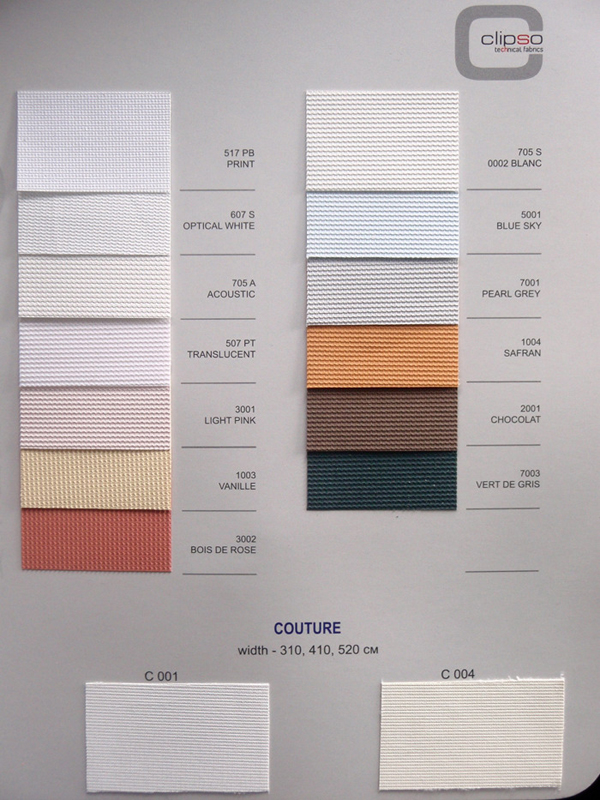 clipso
technical fabrics
517 PB
PRINT
607 S
OPTICAL WHITE
705 A
ACOUSTIC
507 PT
TRANSLUCENT
3001
LIGHT PINK
1003
VANILLE
3002
BOIS DE ROSE
705 S
0002 BLANC
5001
BLUE SKY
7001
PEARL GREY
1004
SAFRAN
2001
CHOCOLAT
7003
VERT DE GRIS
COUTURE
width - 310, 410, 520 см
C 001
C 004